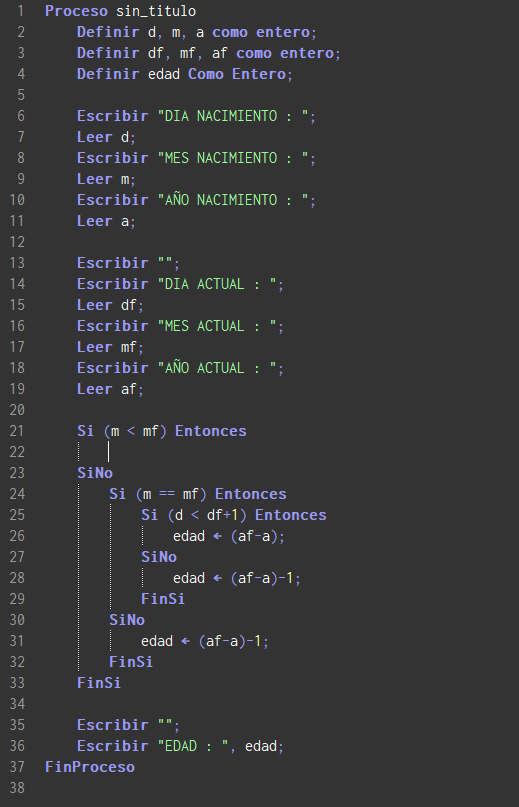 1 Proceso sin_titulo
2 Definir d, m, a como entero;
3 Definir df, mf, af como entero;
4 Definir edad Como Entero;
5
6 Escribir "DIA NACIMIENTO : ";
7 Leer d;
8 Escribir "MES NACIMIENTO : ";
9 Leer m;
10 Escribir "AÑO NACIMIENTO : ";
11 Leer a;
12
13 Escribir "";
14 Escribir "DIA ACTUAL : ";
15 Leer df;
16 Escribir "MES ACTUAL : ";
17 Leer mf;
18 Escribir "AÑO ACTUAL : ";
19 Leer af;
20
21 Si (m < mf) Entonces
22
23 SiNo
24 Si (m == mf) Entonces
25 Si (d < df+1) Entonces
26 edad ← (af-a);
27 SiNo
28 edad ← (af-a)-1;
29 FinSi
30 SiNo
31 edad ← (af-a)-1;
32 FinSi
33 FinSi
34
35 Escribir "";
36 Escribir "EDAD : ", edad;
37 FinProceso
38